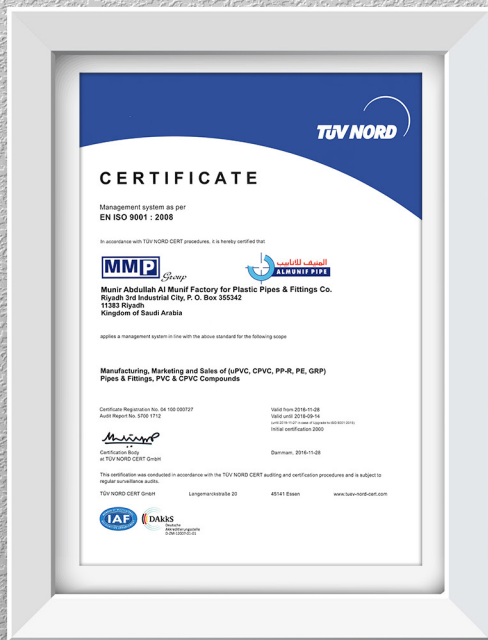 TÜV NORD
CERTIFICATE
Management system as per
EN ISO 9001 : 2008
In accordance with TÜV NORD CERT procedures, it is hereby certified that
MMP Group
المنيف للأنابيب
ALMUNIF PIPE
Munir Abdullah Al Munif Factory for Plastic Pipes & Fittings Co.
Riyadh 3rd Industrial City, P. O. Box 355342
11383 Riyadh
Kingdom of Saudi Arabia
applies a management system in line with the above standard for the following scope
Manufacturing, Marketing and Sales of (uPVC, CPVC, PP-R, PE, GRP)
Pipes & Fittings, PVC & CPVC Compounds
Certificate Registration No. 04 100 000727
Audit Report No. 5700 1712
Valid from 2016-11-28
Valid until 2018-09-14
Initial certification 2000
Certification Body
at TÜV NORD CERT GmbH
Dammam, 2016-11-28
This certification was conducted in accordance with the TÜV NORD CERT auditing and certification procedures and is subject to
regular surveillance audits.
TÜV NORD CERT GmbH Langemarckstraße 20 45141 Essen www.tuev-nord-cert.com
IAF
DAkkS
Deutsche
Akkreditierungsstelle